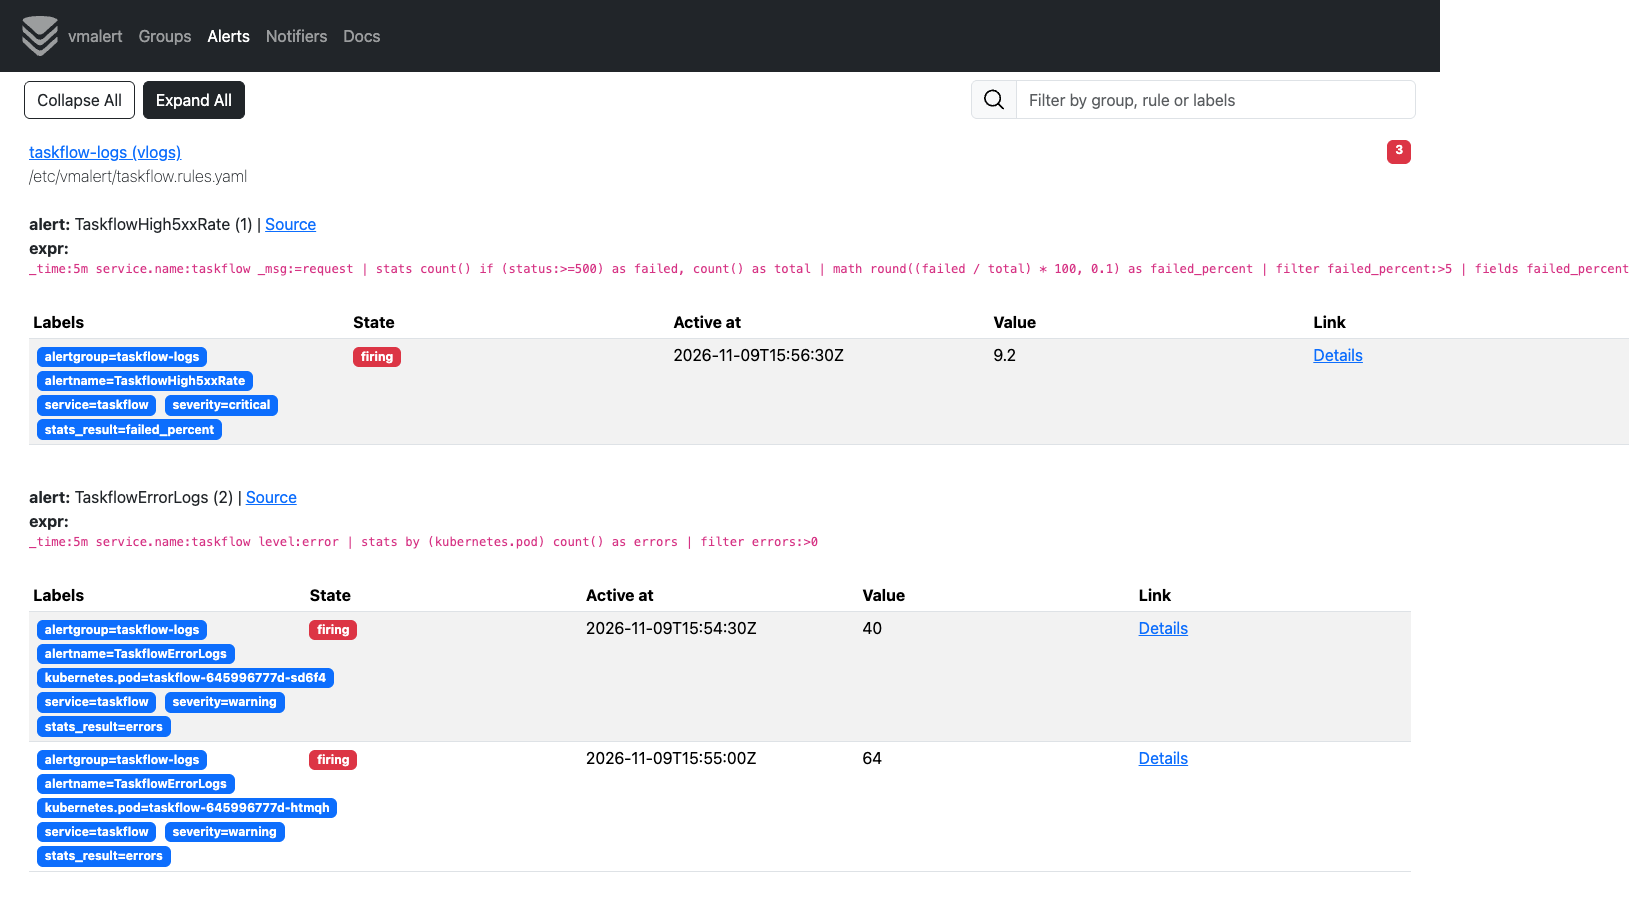 vmalert Groups Alerts Notifiers Docs
Collapse All Expand All Filter by group, rule or labels
taskflow-logs (vlogs) 3
/etc/vmalert/taskflow.rules.yaml
alert: TaskflowHigh5xxRate (1) | Source
expr:
_time:5m service.name:taskflow _msg:=request | stats count() if (status:>=500) as failed, count() as total | math round((failed / total) * 100, 0.1) as failed_percent | filter failed_percent:>5 | fields failed_percent
Labels State Active at Value Link
alertgroup=taskflow-logs firing 2026-11-09T15:56:30Z 9.2 Details
alertname=TaskflowHigh5xxRate
service=taskflow severity=critical
stats_result=failed_percent
alert: TaskflowErrorLogs (2) | Source
expr:
_time:5m service.name:taskflow level:error | stats by (kubernetes.pod) count() as errors | filter errors:>0
Labels State Active at Value Link
alertgroup=taskflow-logs firing 2026-11-09T15:54:30Z 40 Details
alertname=TaskflowErrorLogs
kubernetes.pod=taskflow-645996777d-sd6f4
service=taskflow severity=warning
stats_result=errors
alertgroup=taskflow-logs firing 2026-11-09T15:55:00Z 64 Details
alertname=TaskflowErrorLogs
kubernetes.pod=taskflow-645996777d-htmqh
service=taskflow severity=warning
stats_result=errors